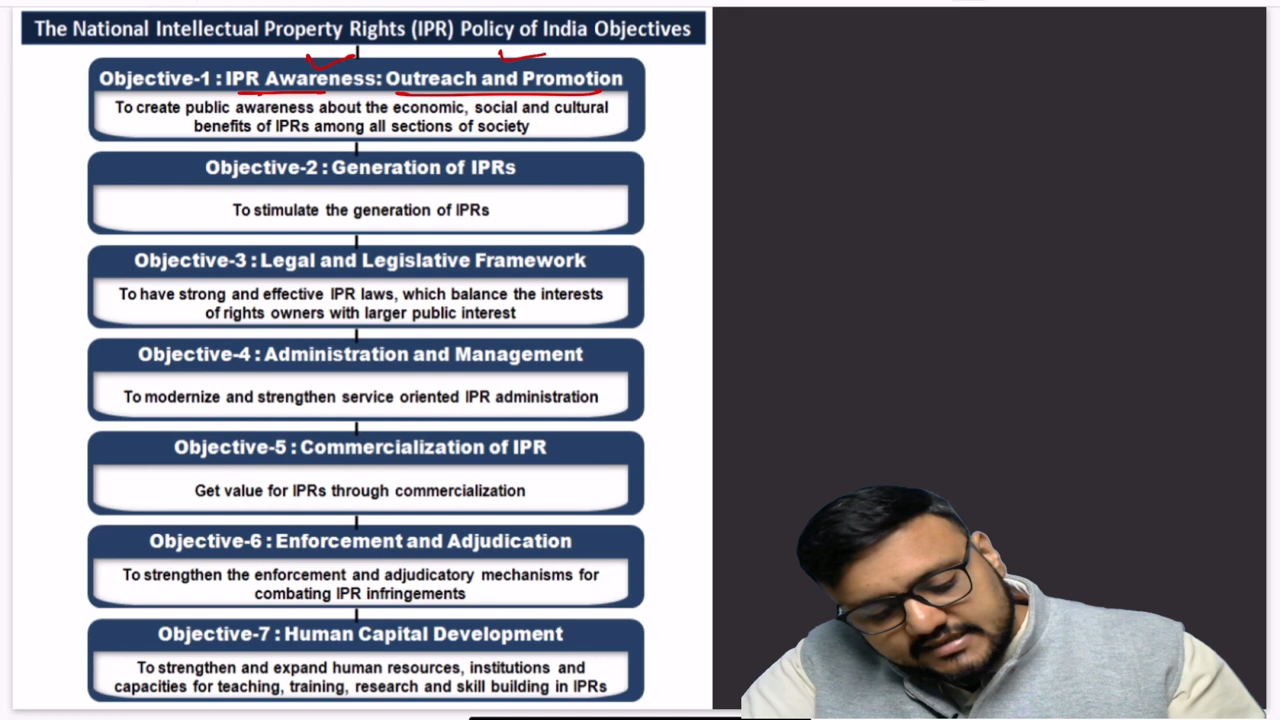 The National Intellectual Property Rights (IPR) Policy of India Objectives
Objective-1 : IPR Awareness: Outreach and Promotion
To create public awareness about the economic, social and cultural
benefits of IPRs among all sections of society
Objective-2 : Generation of IPRs
To stimulate the generation of IPRs
Objective-3 : Legal and Legislative Framework
To have strong and effective IPR laws, which balance the interests
of rights owners with larger public interest
Objective-4 : Administration and Management
To modernize and strengthen service oriented IPR administration
Objective-5 : Commercialization of IPR
Get value for IPRs through commercialization
Objective-6 : Enforcement and Adjudication
To strengthen the enforcement and adjudicatory mechanisms for
combating IPR infringements
Objective-7 : Human Capital Development
To strengthen and expand human resources, institutions and
capacities for teaching, training, research and skill building in IPRs